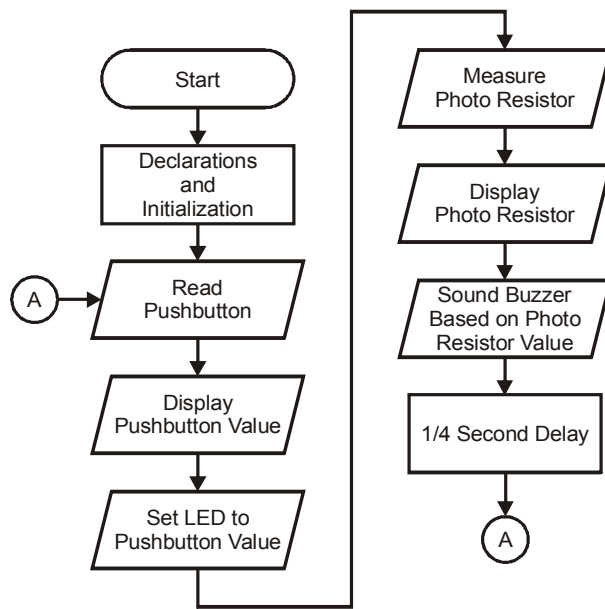 Start
Declarations
and
Initialization
A
Read
Pushbutton
Display
Pushbutton Value
Set LED to
Pushbutton Value
Measure
Photo Resistor
Display
Photo Resistor
Sound Buzzer
Based on Photo
Resistor Value
1/4 Second Delay
A